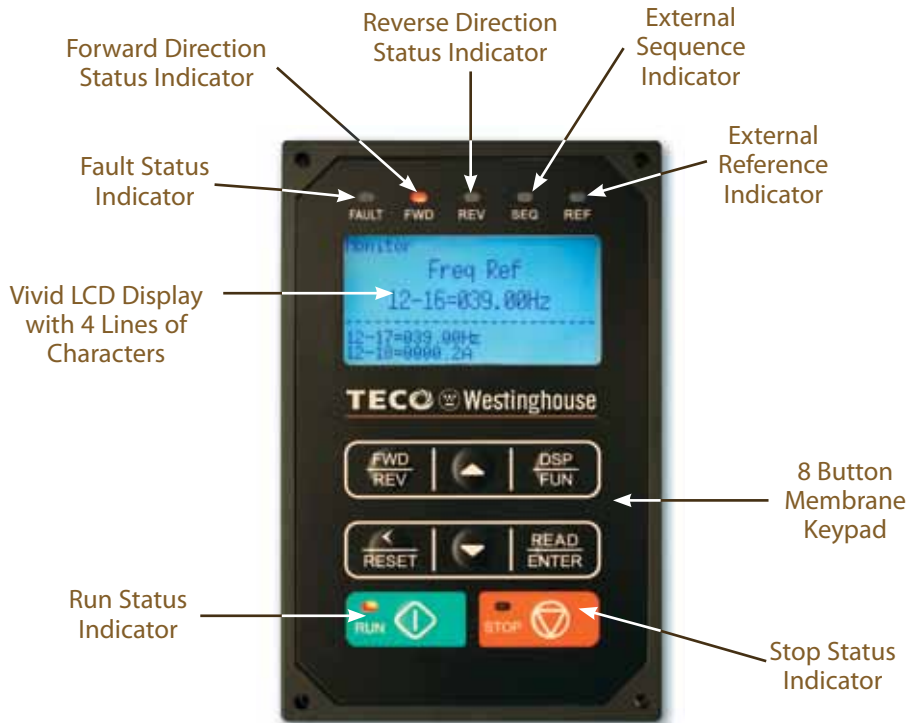 Reverse Direction
Status Indicator
External
Sequence
Indicator
Forward Direction
Status Indicator
External
Reference
Indicator
Fault Status
Indicator
FAULT FWD REV SEQ REF
Monitor
Freq Ref
12-16=039.00Hz
12-17=039.00Hz
12-18=0000.2A
Vivid LCD Display
with 4 Lines of
Characters
TECO W Westinghouse
FWD
REV
DSP
FUN
8 Button
Membrane
Keypad
<
RESET
READ
ENTER
Run Status
Indicator
RUN
STOP
Stop Status
Indicator